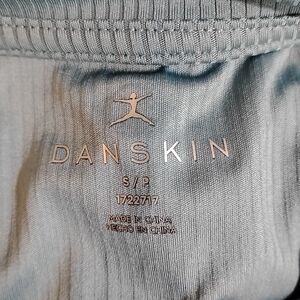 DANSKIN
S/P
1722717
MADE IN CHINA
HECHO EN CHINA